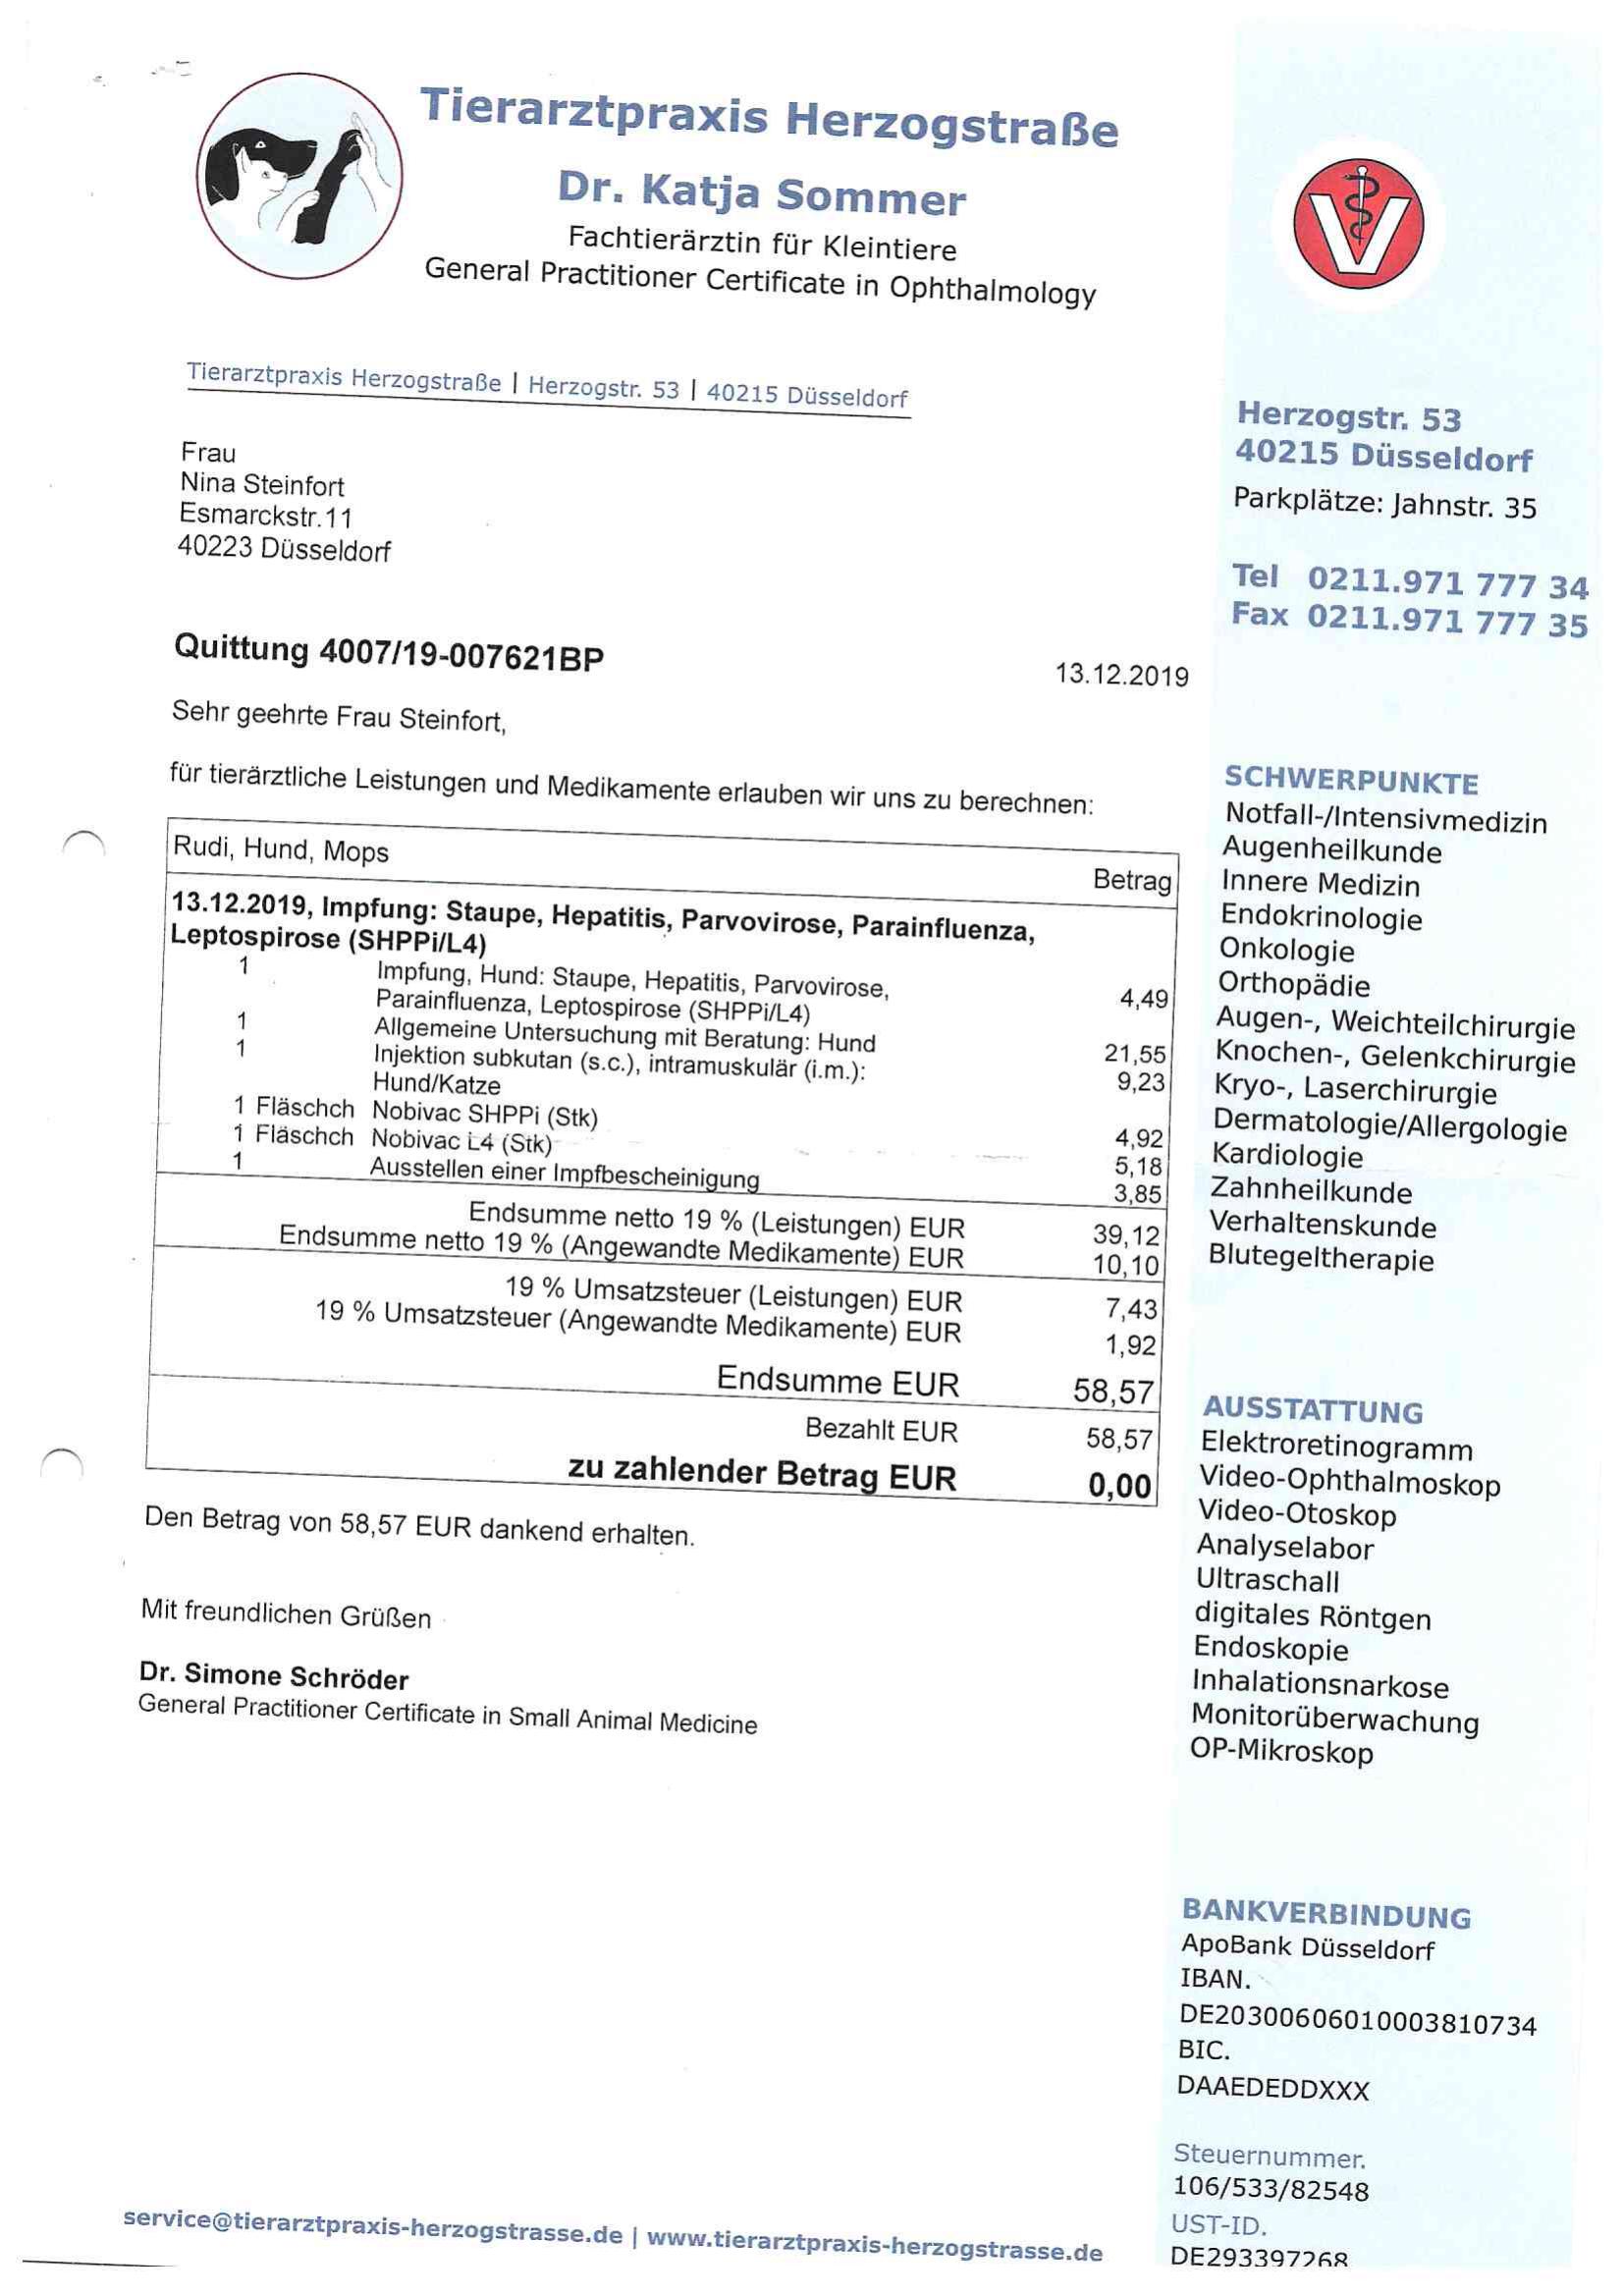 Tierarztpraxis Herzogstraße
Dr. Katja Sommer
Fachtierärztin für Kleintiere
General Practitioner Certificate in Ophthalmology
V
Tierarztpraxis Herzogstraße | Herzogstr. 53 | 40215 Düsseldorf
Frau
Nina Steinfort
Esmarckstr.11
40223 Düsseldorf
Herzogstr. 53
40215 Düsseldorf
Parkplätze: Jahnstr. 35
Tel 0211.971 777 34
Fax 0211.971 777 35
Quittung 4007/19-007621BP 13.12.2019
Sehr geehrte Frau Steinfort,
für tierärztliche Leistungen und Medikamente erlauben wir uns zu berechnen:
Rudi, Hund, Mops Betrag
13.12.2019, Impfung: Staupe, Hepatitis, Parvovirose, Parainfluenza,
Leptospirose (SHPPi/L4)
1 Impfung, Hund: Staupe, Hepatitis, Parvovirose, 4,49
Parainfluenza, Leptospirose (SHPPi/L4)
1 Allgemeine Untersuchung mit Beratung: Hund 21,55
1 Injektion subkutan (s.c.), intramuskulär (i.m.): 9,23
Hund/Katze
1 Fläschch Nobivac SHPPi (Stk) 4,92
1 Fläschch Nobivac L4 (Stk) 5,18
1 Ausstellen einer Impfbescheinigung 3,85
Endsumme netto 19 % (Leistungen) EUR 39,12
Endsumme netto 19 % (Angewandte Medikamente) EUR 10,10
19 % Umsatzsteuer (Leistungen) EUR 7,43
19 % Umsatzsteuer (Angewandte Medikamente) EUR 1,92
Endsumme EUR 58,57
Bezahlt EUR 58,57
zu zahlender Betrag EUR 0,00
Den Betrag von 58,57 EUR dankend erhalten.
Mit freundlichen Grüßen
Dr. Simone Schröder
General Practitioner Certificate in Small Animal Medicine
SCHWERPUNKTE
Notfall-/Intensivmedizin
Augenheilkunde
Innere Medizin
Endokrinologie
Onkologie
Orthopädie
Augen-, Weichteilchirurgie
Knochen-, Gelenkchirurgie
Kryo-, Laserchirurgie
Dermatologie/Allergologie
Kardiologie
Zahnheilkunde
Verhaltenskunde
Blutegeltherapie
AUSSTATTUNG
Elektroretinogramm
Video-Ophthalmoskop
Video-Otoskop
Analyselabor
Ultraschall
digitales Röntgen
Endoskopie
Inhalationsnarkose
Monitorüberwachung
OP-Mikroskop
BANKVERBINDUNG
ApoBank Düsseldorf
IBAN.
DE20300606010003810734
BIC.
DAAEDEDDXXX
Steuernummer.
106/533/82548
UST-ID.
DE293397268
service@tierarztpraxis-herzogstrasse.de | www.tierarztpraxis-herzogstrasse.de